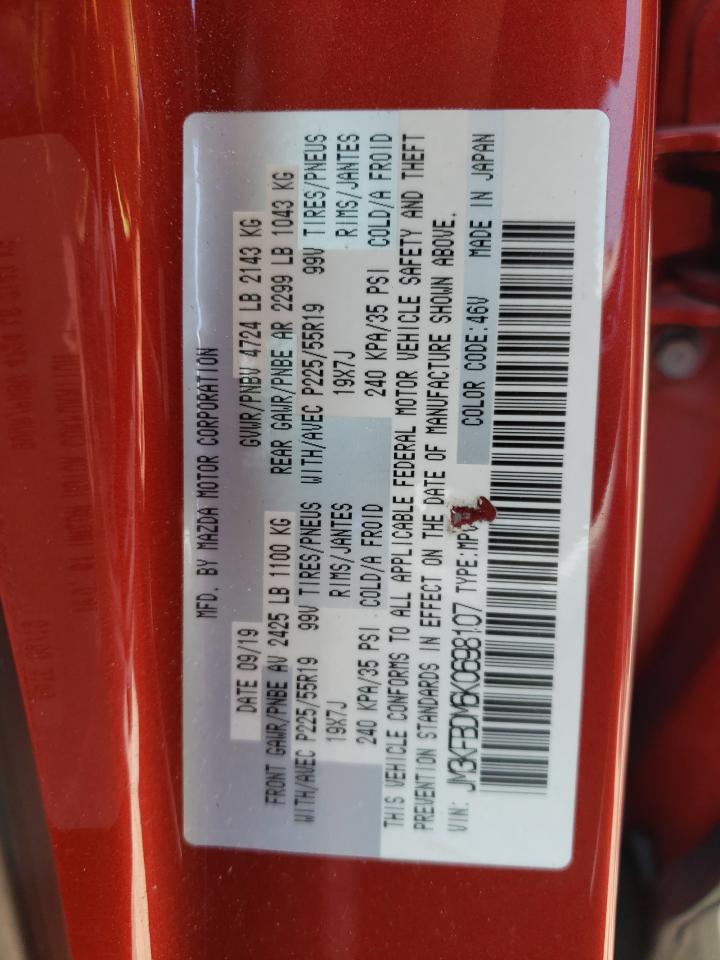 MFD. BY MAZDA MOTOR CORPORATION
DATE 09/19 GVWR/PNBV 4724 LB 2143 KG
FRONT GAWR/PNBE AV 2425 LB 1100 KG REAR GAWR/PNBE AR 2299 LB 1043 KG
WITH/AVEC P225/55R19 99V TIRES/PNEUS WITH/AVEC P225/55R19 99V TIRES/PNEUS
19X7J RIMS/JANTES 19X7J RIMS/JANTES
240 KPA/35 PSI COLD/A FROID 240 KPA/35 PSI COLD/A FROID
THIS VEHICLE CONFORMS TO ALL APPLICABLE FEDERAL MOTOR VEHICLE SAFETY AND THEFT
PREVENTION STANDARDS IN EFFECT ON THE DATE OF MANUFACTURE SHOWN ABOVE.
VIN: JM3KFBDM6K0698107 TYPE: COLOR CODE:46V MADE IN JAPAN